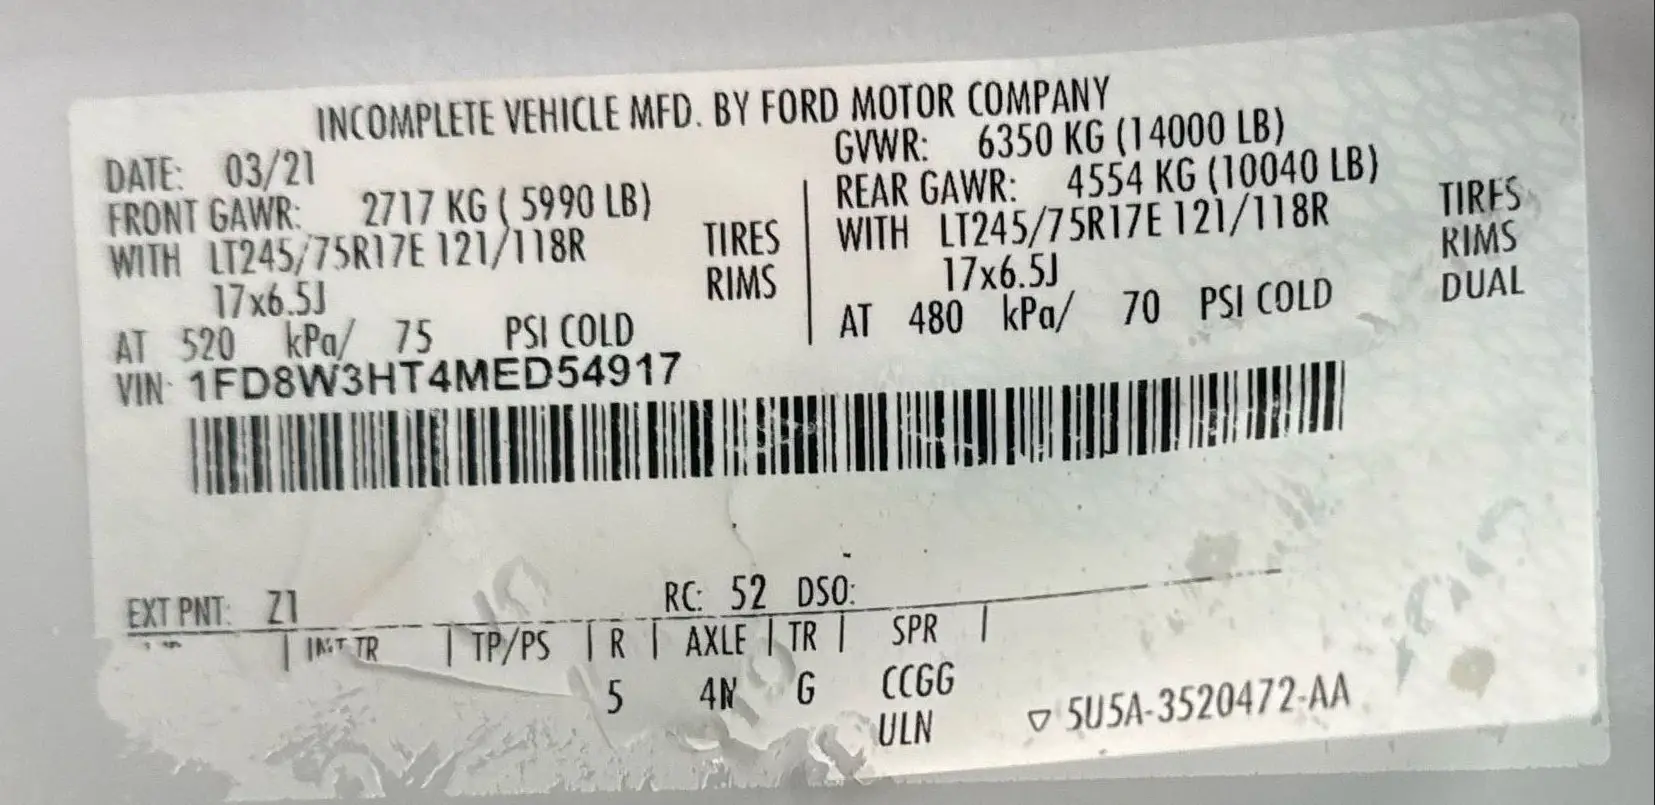 INCOMPLETE VEHICLE MFD. BY FORD MOTOR COMPANY
DATE: 03/21
FRONT GAWR: 2717 KG ( 5990 LB)
WITH LT245/75R17E 121/118R TIRES
17x6.5J RIMS
AT 520 kPa/ 75 PSI COLD
GVWR: 6350 KG (14000 LB)
REAR GAWR: 4554 KG (10040 LB)
WITH LT245/75R17E 121/118R TIRES
17x6.5J RIMS
AT 480 kPa/ 70 PSI COLD DUAL
VIN: 1FD8W3HT4MED54917
EXT PNT: Z1 RC: 52 DSO:
INT TR | TP/PS | R | AXLE | TR | SPR |
5 4N G CCGG
ULN
▽ 5U5A-3520472-AA